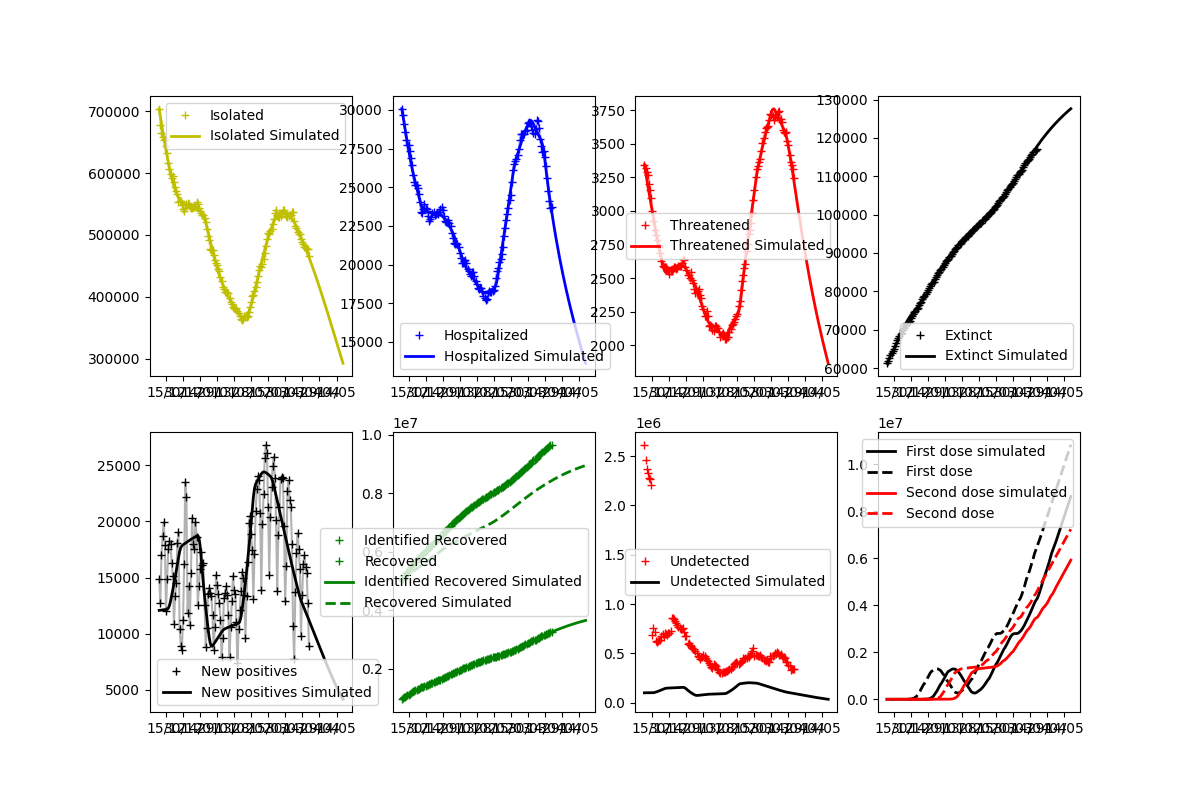 700000
600000
500000
400000
300000
Isolated
Isolated Simulated
30000
27500
25000
22500
20000
17500
15000
Hospitalized
Hospitalized Simulated
3750
3500
3250
3000
2750
2500
2250
2000
Threatened
Threatened Simulated
130000
120000
110000
100000
90000
80000
70000
60000
Extinct
Extinct Simulated
25000
20000
15000
10000
5000
New positives
New positives Simulated
1e7
1.0
0.8
0.6
0.4
0.2
Identified Recovered
Recovered
Identified Recovered Simulated
Recovered Simulated
1e6
2.5
2.0
1.5
1.0
0.5
0.0
Undetected
Undetected Simulated
1e7
1.0
0.8
0.6
0.4
0.2
0.0
First dose simulated
First dose
Second dose simulated
Second dose